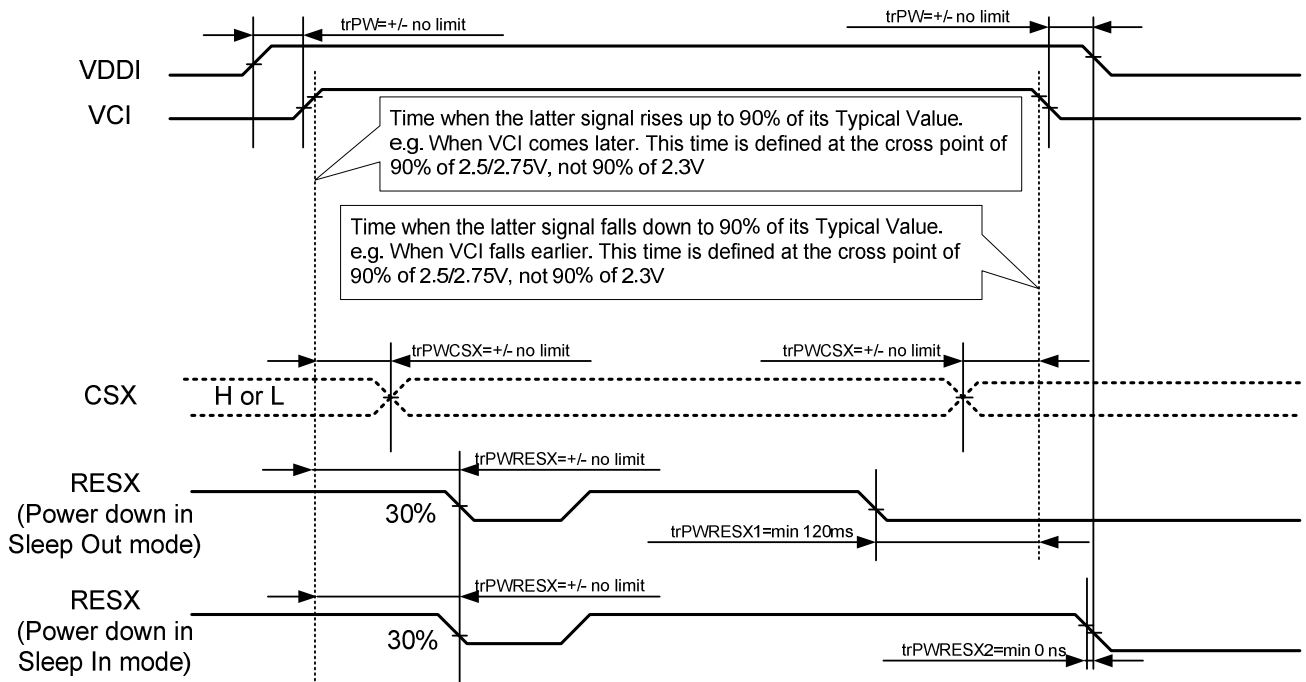 trPW=+/- no limit
trPW=+/- no limit
VDDI
VCI
Time when the latter signal rises up to 90% of its Typical Value.
e.g. When VCI comes later. This time is defined at the cross point of
90% of 2.5/2.75V, not 90% of 2.3V
Time when the latter signal falls down to 90% of its Typical Value.
e.g. When VCI falls earlier. This time is defined at the cross point of
90% of 2.5/2.75V, not 90% of 2.3V
trPWCSX=+/- no limit
trPWCSX=+/- no limit
CSX
H or L
trPWRESX=+/- no limit
RESX
(Power down in
Sleep Out mode)
30%
trPWRESX1=min 120ms
trPWRESX=+/- no limit
RESX
(Power down in
Sleep In mode)
30%
trPWRESX2=min 0 ns